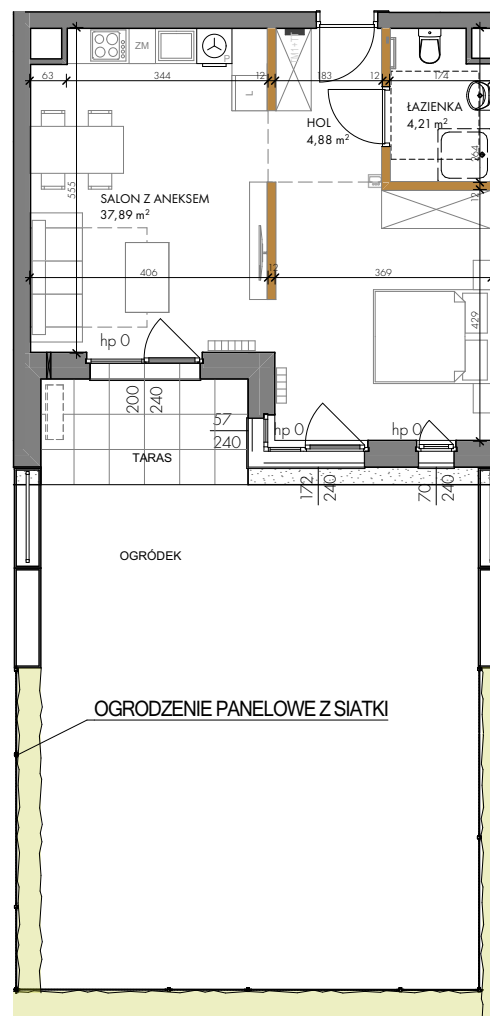 ZM
P
L
63
344
12
183
12
174
HOL
4,88 m²
ŁAZIENKA
4,21 m²
264
12
555
SALON Z ANEKSEM
37,89 m²
406
12
369
429
hp 0
200
240
57
240
hp 0
hp 0
TARAS
172
240
70
240
OGRÓDEK
OGRODZENIE PANELOWE Z SIATKI